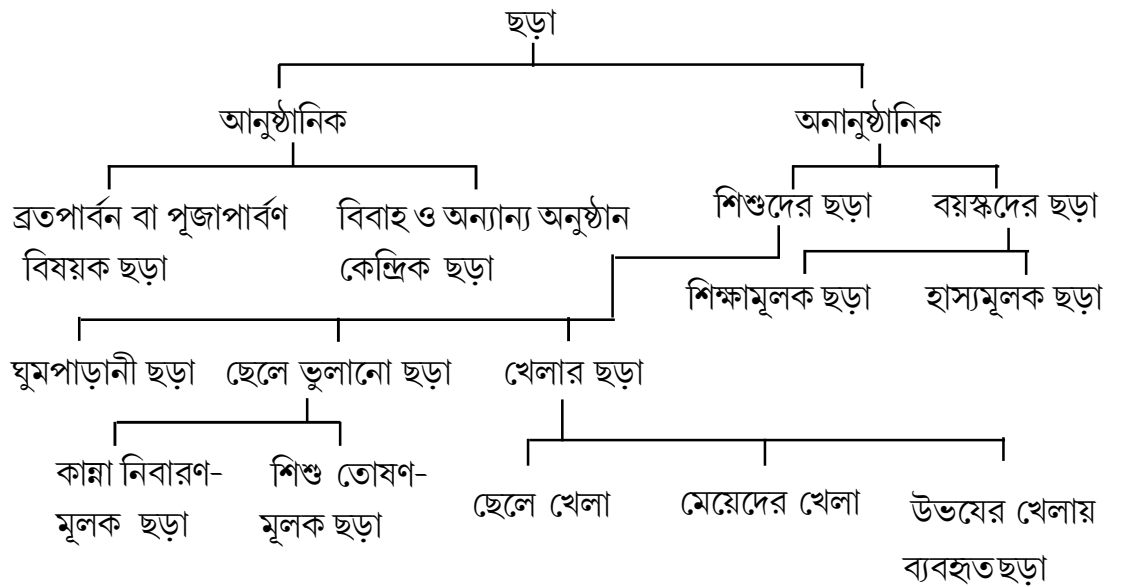 ছড়া
আনুষ্ঠানিক
অনানুষ্ঠানিক
ব্রতপার্বন বা পূজাপার্বণ
বিষয়ক ছড়া
বিবাহ ও অন্যান্য অনুষ্ঠান
কেন্দ্রিক ছড়া
শিশুদের ছড়া
বয়স্কদের ছড়া
শিক্ষামূলক ছড়া
হাস্যমূলক ছড়া
ঘুমপাড়ানী ছড়া
ছেলে ভুলানো ছড়া
খেলার ছড়া
কান্না নিবারণ-
মূলক ছড়া
শিশু তোষণ-
মূলক ছড়া
ছেলে খেলা
মেয়েদের খেলা
উভযের খেলায়
ব্যবহৃত ছড়া